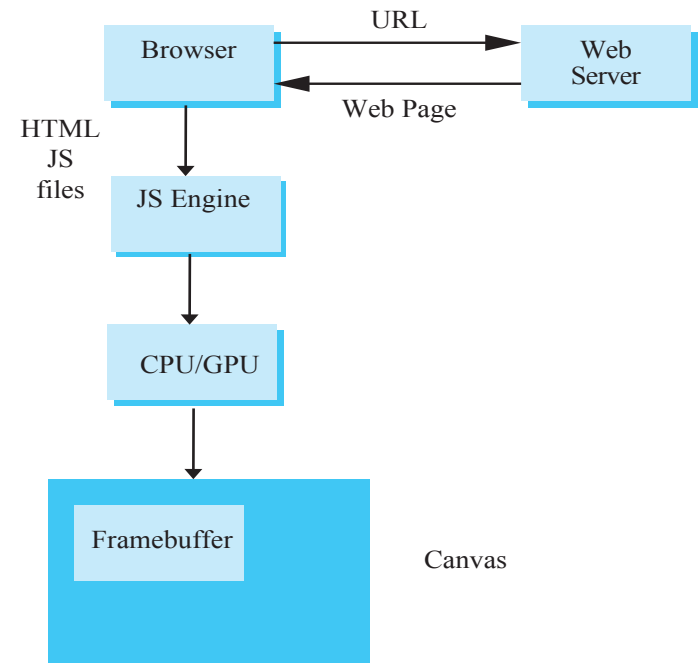 URL
Browser
Web
Server
Web Page
HTML
JS
files
JS Engine
CPU/GPU
Framebuffer
Canvas